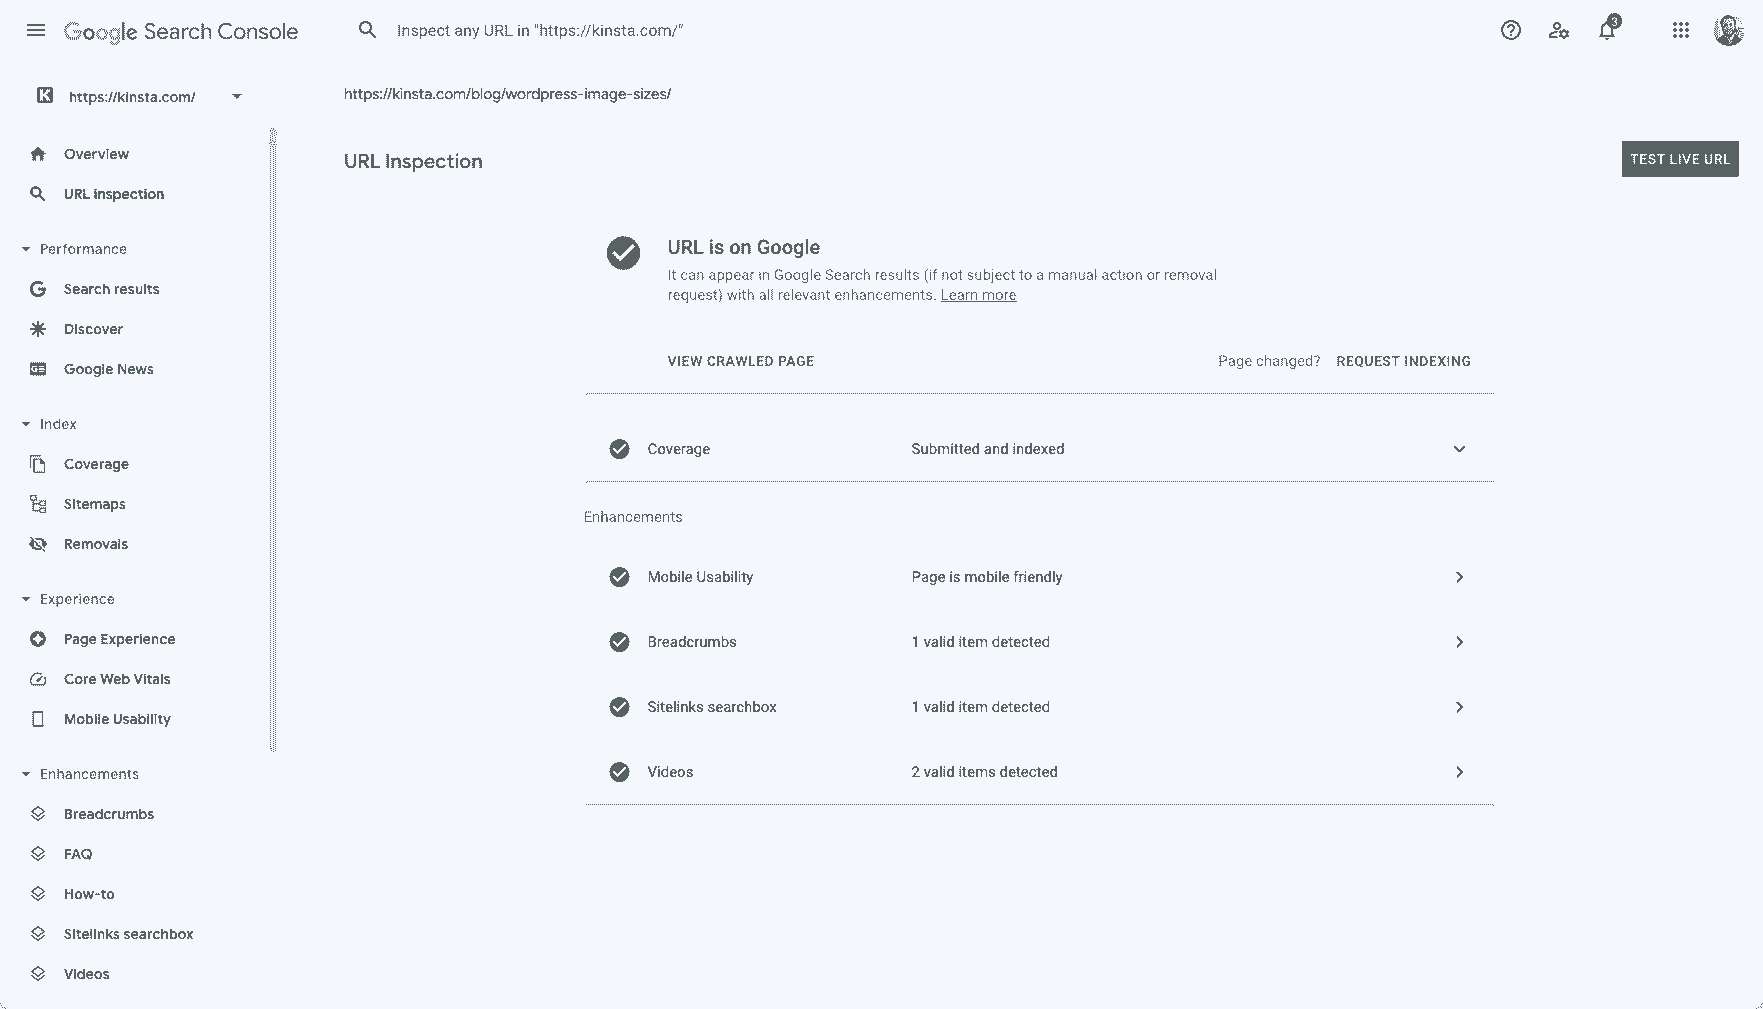 Google Search Console
Inspect any URL in "https://kinsta.com/"
3
K
https://kinsta.com/
https://kinsta.com/blog/wordpress-image-sizes/
Overview
URL inspection
Performance
Search results
Discover
Google News
Index
Coverage
Sitemaps
Removals
Experience
Page Experience
Core Web Vitals
Mobile Usability
Enhancements
Breadcrumbs
FAQ
How-to
Sitelinks searchbox
Videos
URL Inspection
TEST LIVE URL
URL is on Google
It can appear in Google Search results (if not subject to a manual action or removal
request) with all relevant enhancements. Learn more
VIEW CRAWLED PAGE
Page changed? REQUEST INDEXING
Coverage Submitted and indexed
Enhancements
Mobile Usability Page is mobile friendly
Breadcrumbs 1 valid item detected
Sitelinks searchbox 1 valid item detected
Videos 2 valid items detected